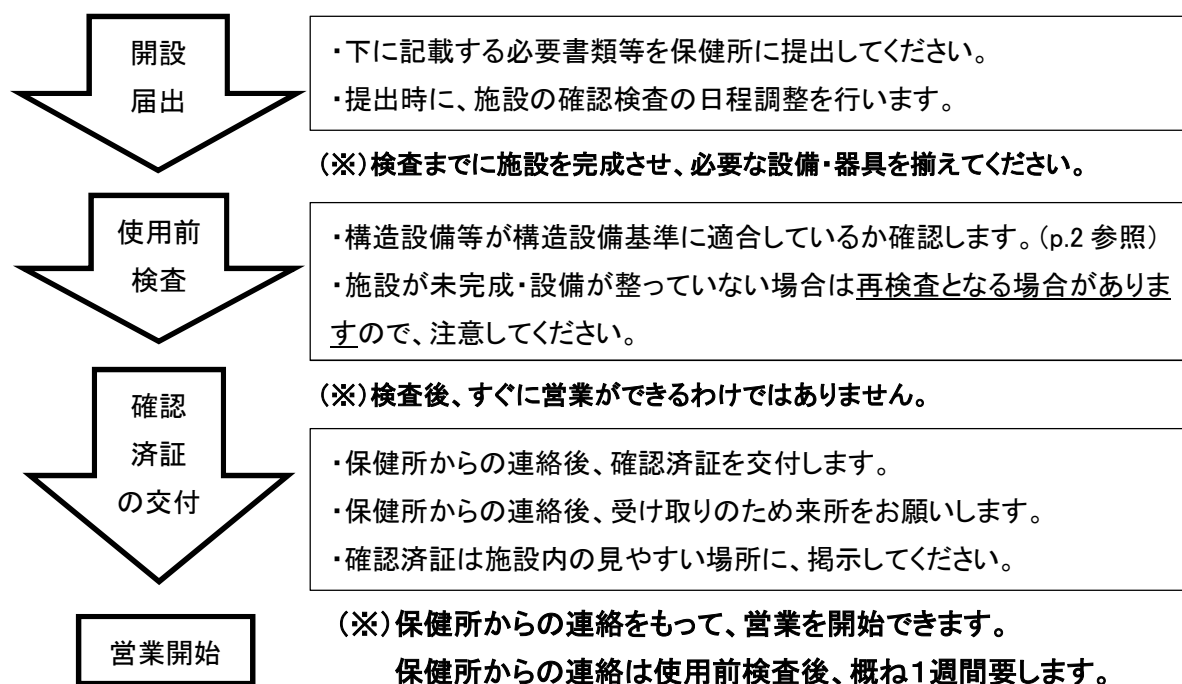 開設
届出
・下に記載する必要書類等を保健所に提出してください。
・提出時に、施設の確認検査の日程調整を行います。
(※)検査までに施設を完成させ、必要な設備・器具を揃えてください。
使用前
検査
・構造設備等が構造設備基準に適合しているか確認します。(p.2 参照)
・施設が未完成・設備が整っていない場合は再検査となる場合がありま
すので、注意してください。
(※)検査後、すぐに営業ができるわけではありません。
確認
済証
の交付
・保健所からの連絡後、確認済証を交付します。
・保健所からの連絡後、受け取りのため来所をお願いします。
・確認済証は施設内の見やすい場所に、掲示してください。
営業開始
(※)保健所からの連絡をもって、営業を開始できます。
保健所からの連絡は使用前検査後、概ね1週間要します。